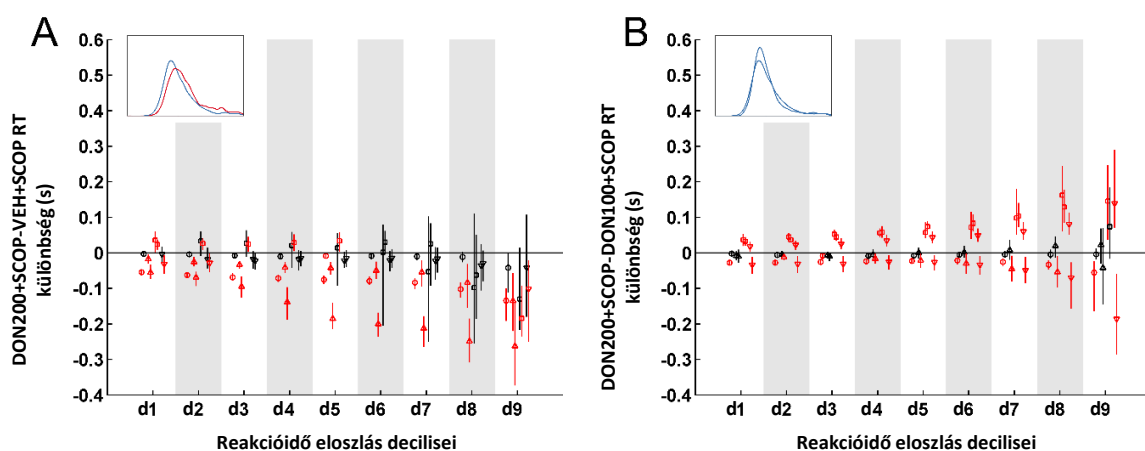 A
DON200+SCOP-VEH+SCOP RT
különbség (s)
0.6
0.5
0.4
0.3
0.2
0.1
0
-0.1
-0.2
-0.3
-0.4
d1 d2 d3 d4 d5 d6 d7 d8 d9
Reakcióidő eloszlás decilisei
B
DON200+SCOP-DON100+SCOP RT
különbség (s)
0.6
0.5
0.4
0.3
0.2
0.1
0
-0.1
-0.2
-0.3
-0.4
d1 d2 d3 d4 d5 d6 d7 d8 d9
Reakcióidő eloszlás decilisei